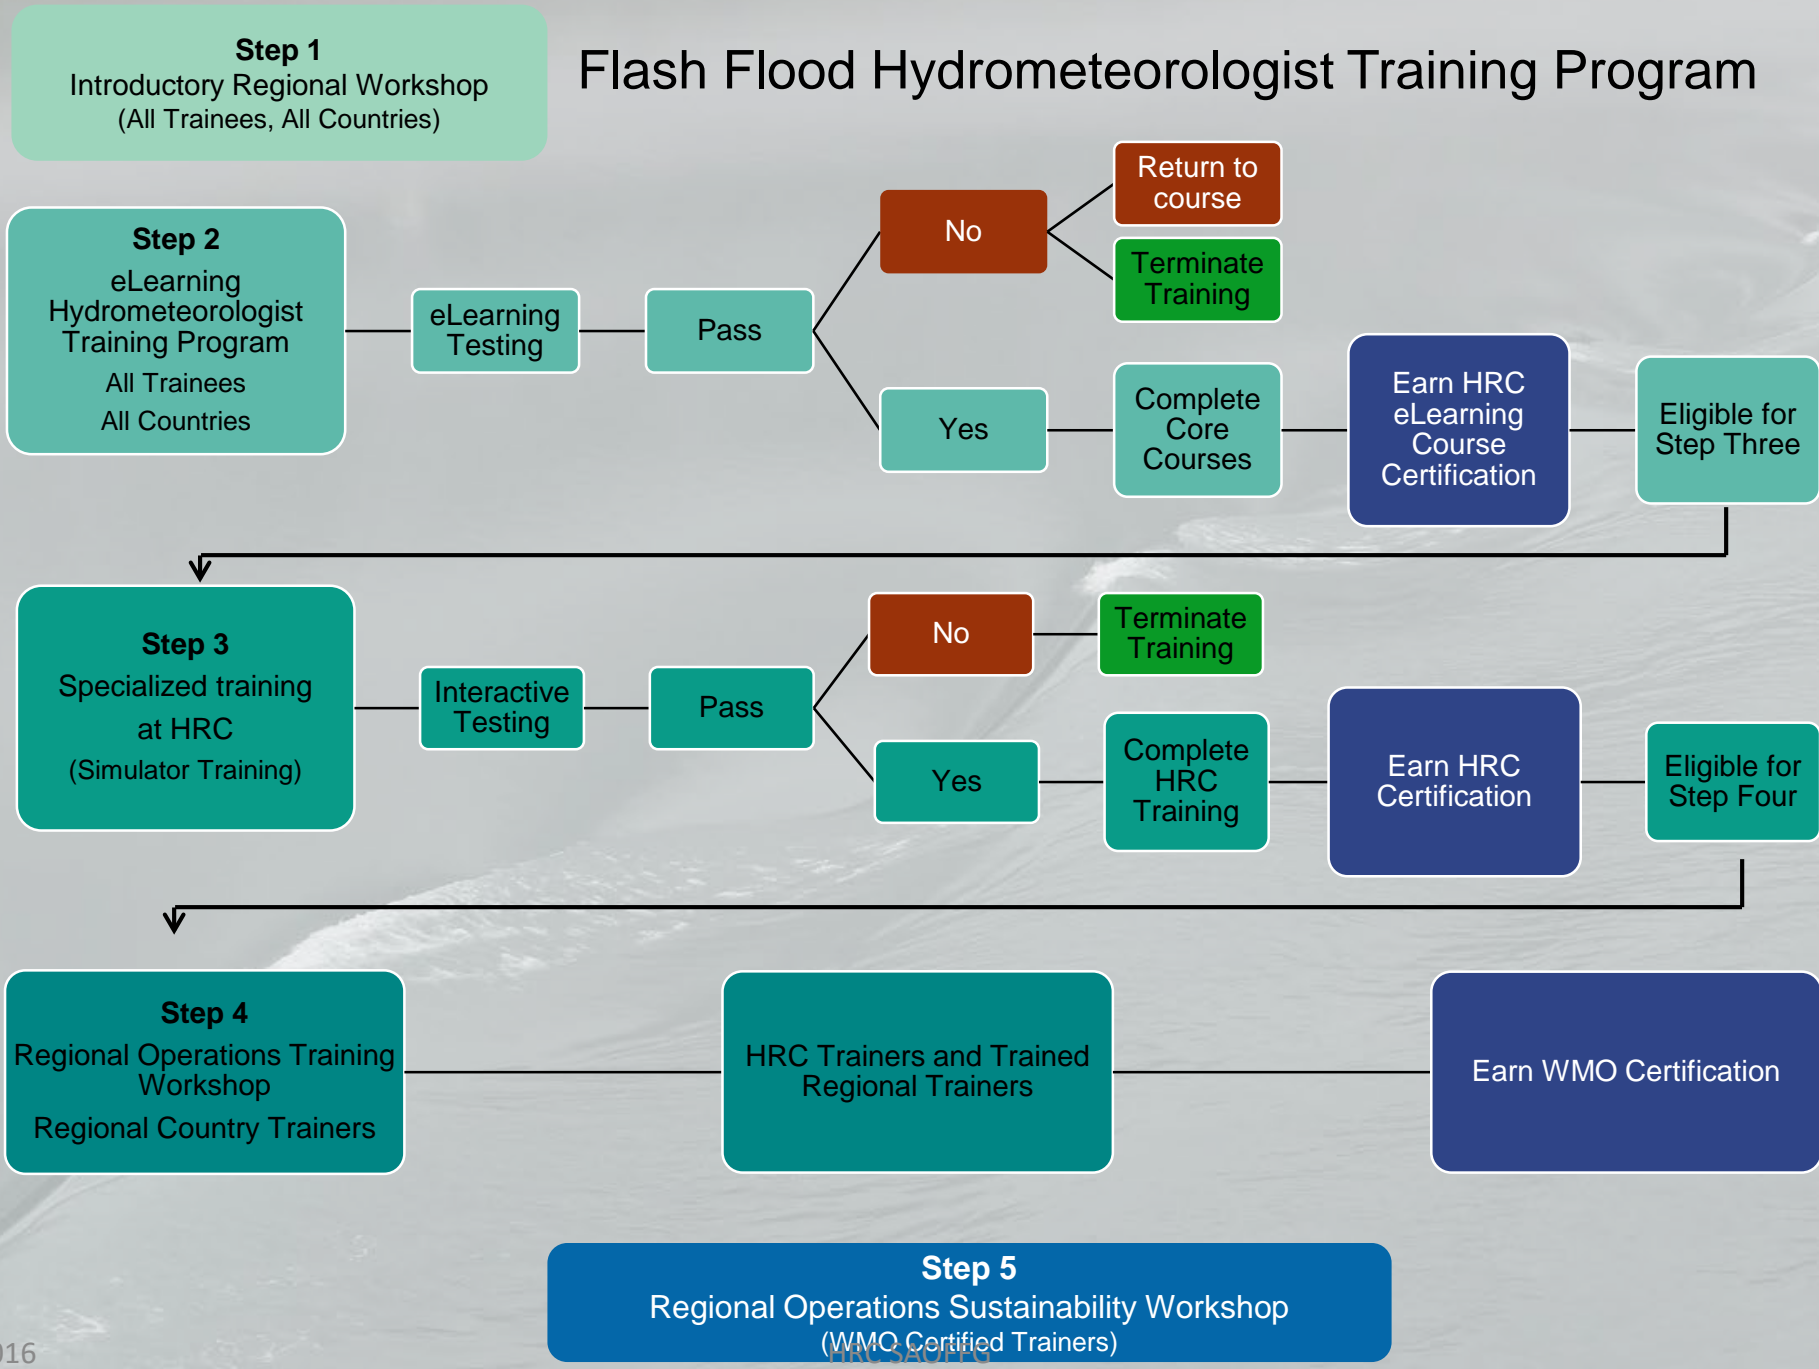 Step 1
Introductory Regional Workshop
(All Trainees, All Countries)
Flash Flood Hydrometeorologist Training Program
Step 2
eLearning
Hydrometeorologist
Training Program
All Trainees
All Countries
eLearning
Testing
Pass
No
Return to
course
Terminate
Training
Yes
Complete
Core
Courses
Earn HRC
eLearning
Course
Certification
Eligible for
Step Three
Step 3
Specialized training
at HRC
(Simulator Training)
Interactive
Testing
Pass
No
Terminate
Training
Yes
Complete
HRC
Training
Earn HRC
Certification
Eligible for
Step Four
Step 4
Regional Operations Training
Workshop
Regional Country Trainers
HRC Trainers and Trained
Regional Trainers
Earn WMO Certification
Step 5
Regional Operations Sustainability Workshop
(WMO Certified Trainers)
016
HRC SAOFFG